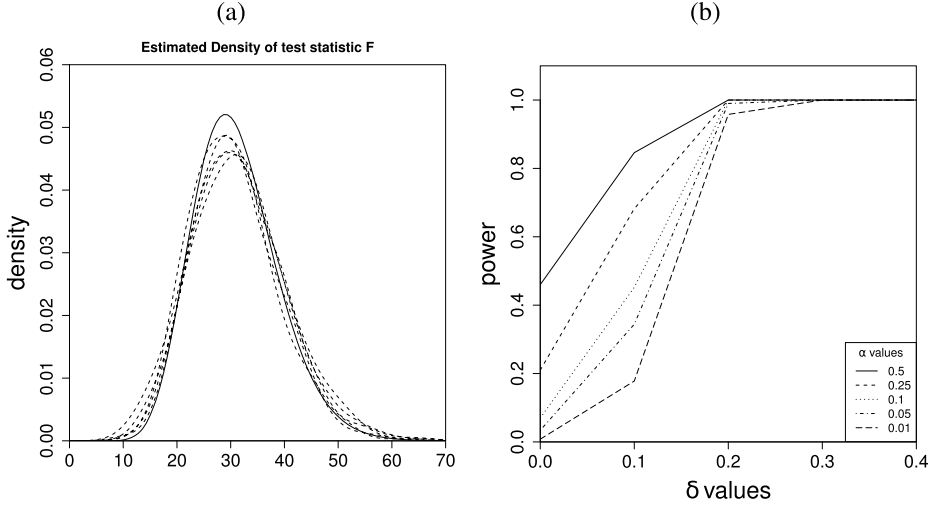 (a)
Estimated Density of test statistic F
density
0.06
0.05
0.04
0.03
0.02
0.01
0.00
0 10 20 30 40 50 60 70
(b)
power
1.0
0.8
0.6
0.4
0.2
0.0
α values
0.5
0.25
0.1
0.05
0.01
0.0 0.1 0.2 0.3 0.4
δ values